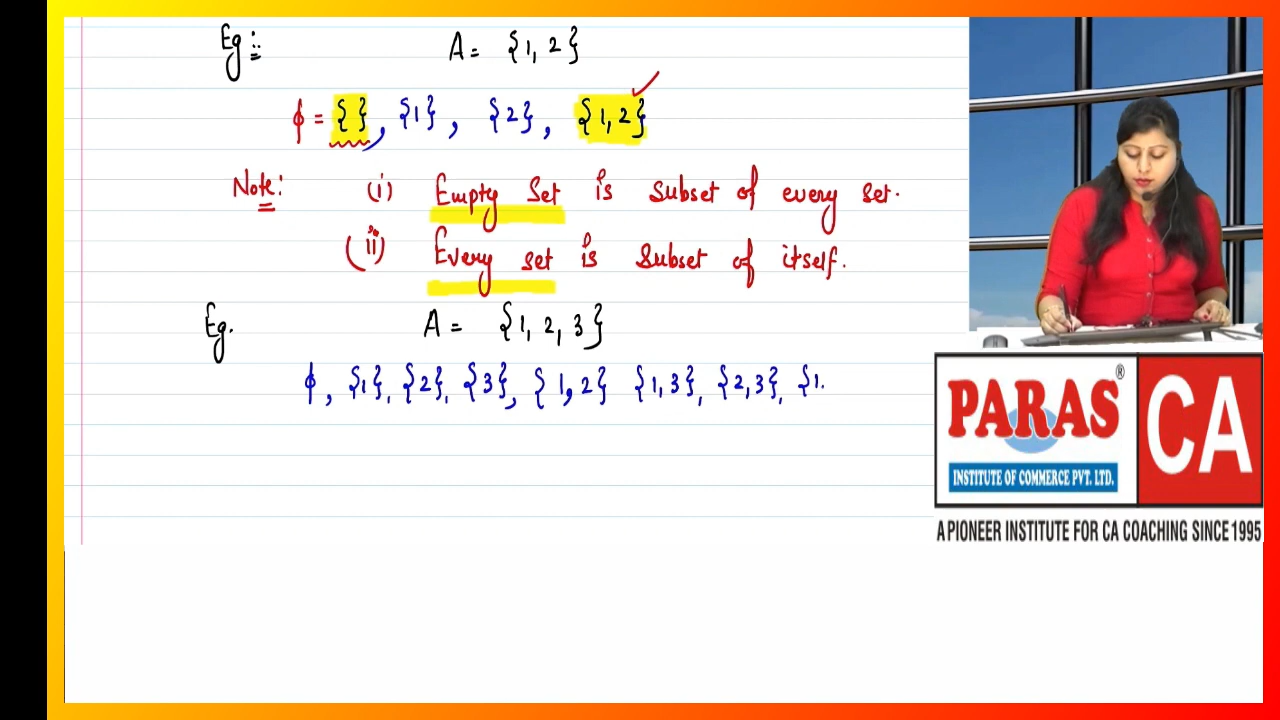 Eg:- A = {1, 2}
ϕ = {}, {1}, {2}, {1, 2}
Note: (i) Empty Set is subset of every set.
(ii) Every set is subset of itself.
Eg. A = {1, 2, 3}
ϕ, {1}, {2}, {3}, {1, 2} {1, 3}, {2, 3}, {1.
PARAS®
INSTITUTE OF COMMERCE PVT. LTD.
CA
A PIONEER INSTITUTE FOR CA COACHING SINCE 1995